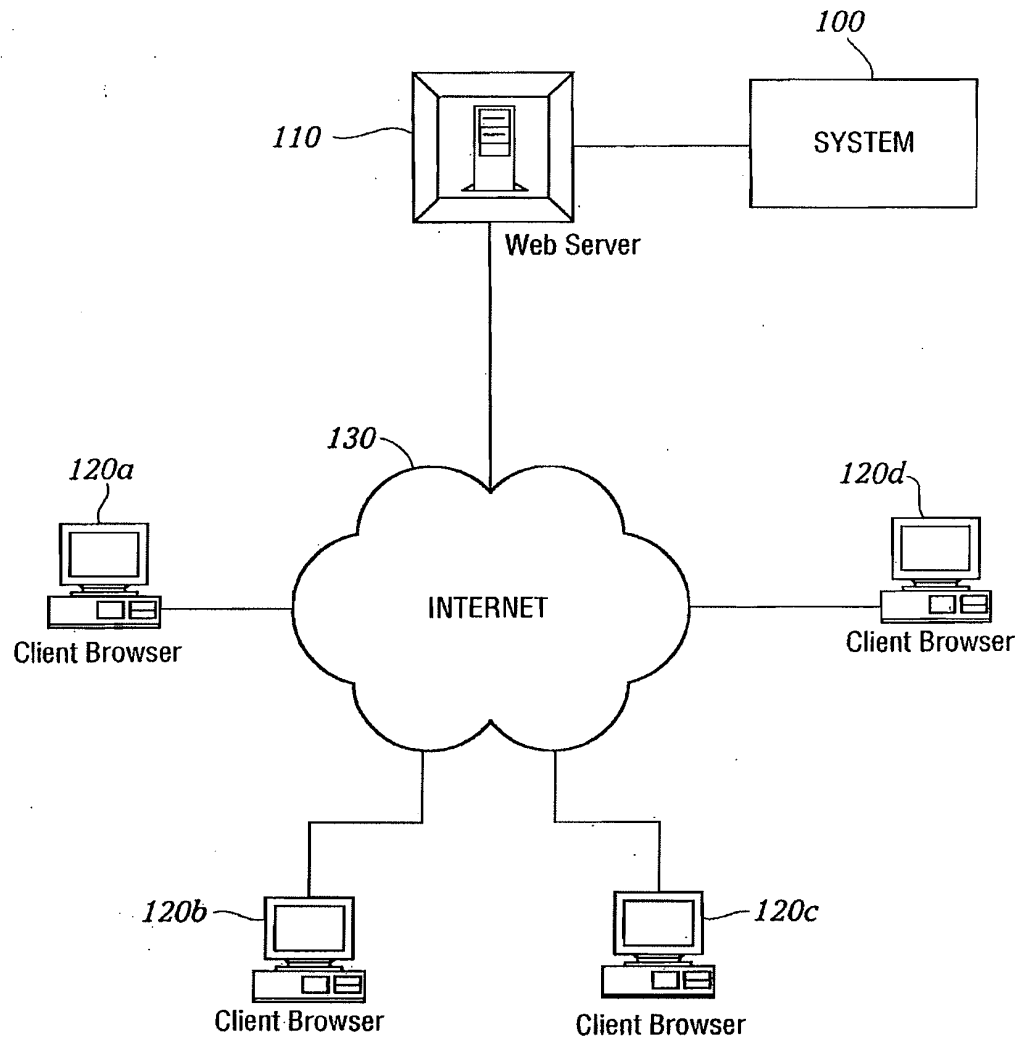 100
110
SYSTEM
Web Server
130
120a
120d
INTERNET
Client Browser
Client Browser
120b
120c
Client Browser
Client Browser